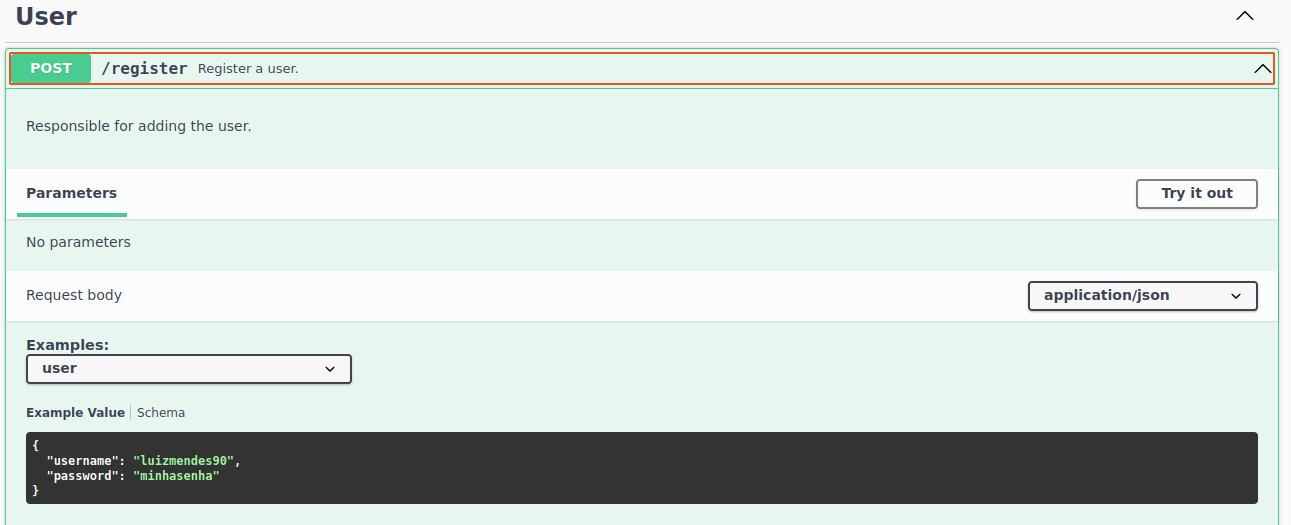 User
POST /register Register a user.
Responsible for adding the user.
Parameters Try it out
No parameters
Request body application/json
Examples:
user
Example Value Schema
{
"username": "luizmendes90",
"password": "minhasenha"
}